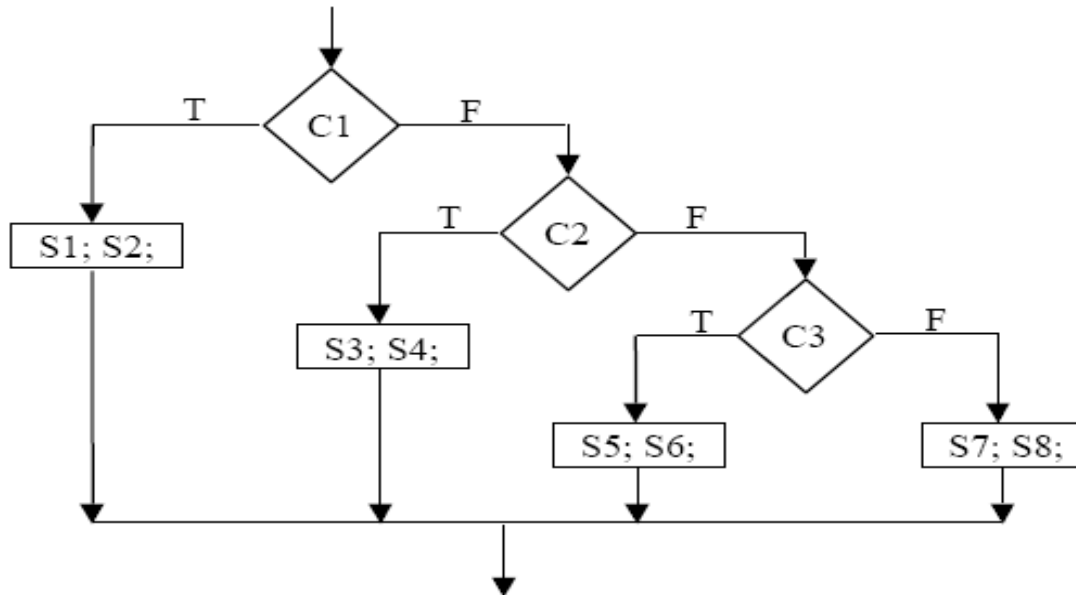 T
C1
F
S1; S2;
T
C2
F
S3; S4;
T
C3
F
S5; S6;
S7; S8;